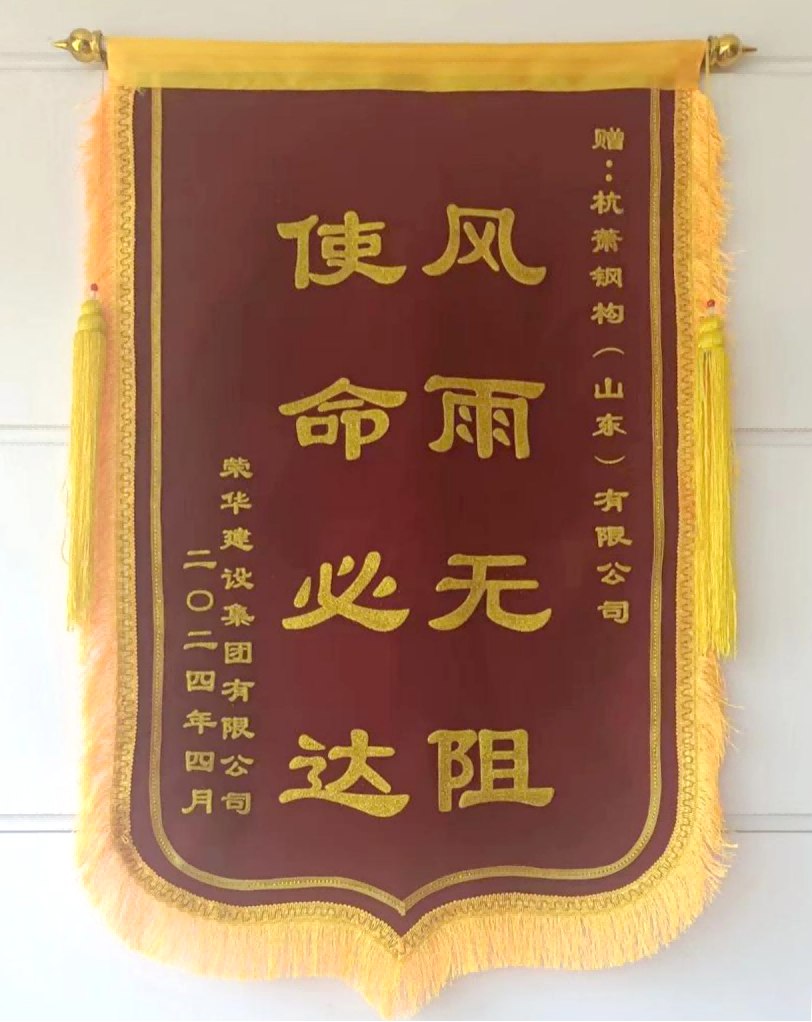 赠：杭萧钢构（山东）有限公司
风雨无阻
使命必达
荣华建设集团有限公司
二〇二四年四月